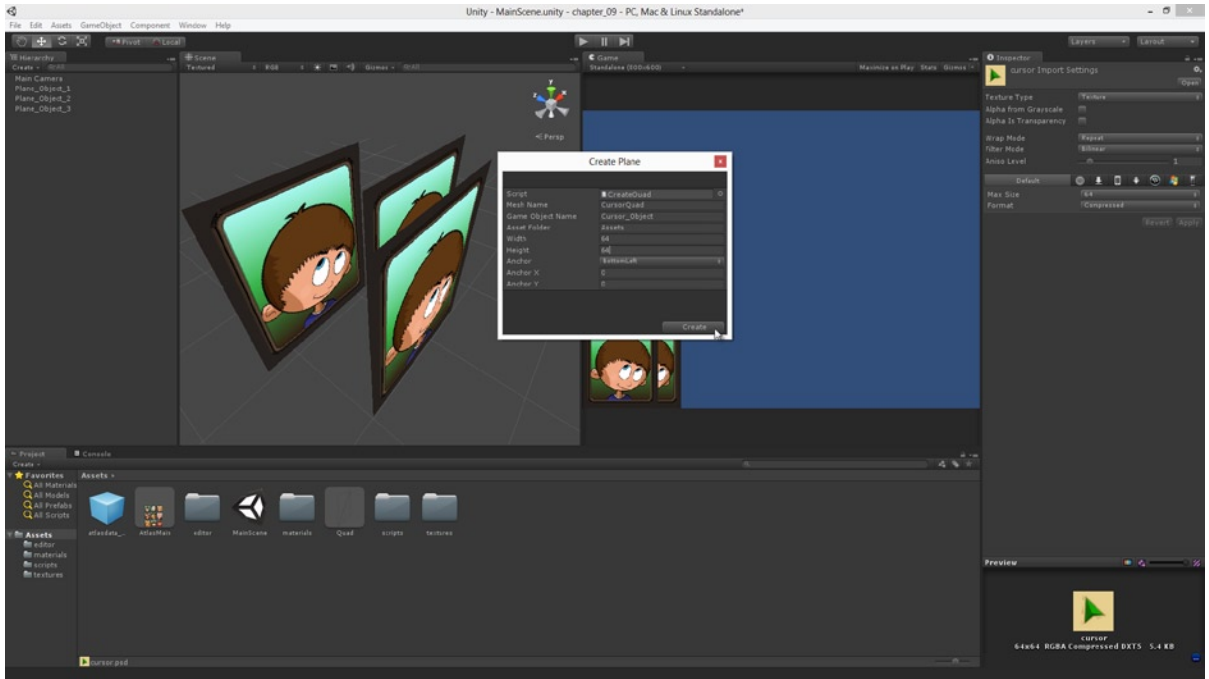 Unity - MainScene.unity - chapter_09 - PC, Mac & Linux Standalone*
File Edit Assets GameObject Component Window Help
Pivot Local
Layers Layout
Hierarchy
Create All
Main Camera
Plane_Object_1
Plane_Object_2
Plane_Object_3
Scene
Textured RGB Gizmos All
y
x
z
Persp
Game
Standalone (800x600) Maximize on Play Stats Gizmos
Create Plane
Script CreateQuad
Mesh Name CursorQuad
Game Object Name Cursor_Object
Asset Folder Assets
Width 64
Height 64
Anchor BottomLeft
Anchor X 0
Anchor Y 0
Create
Inspector
cursor Import Settings
Open
Texture Type Texture
Alpha from Grayscale
Alpha Is Transparency
Wrap Mode Repeat
Filter Mode Bilinear
Aniso Level 1
Default
Max Size 64
Format Compressed
Revert Apply
Project Console
Create
Favorites
All Materials
All Models
All Prefabs
All Scripts
Assets
editor
materials
scripts
textures
Assets
atlasdata_... AtlasMain editor MainScene materials Quad scripts textures
cursor.psd
Preview
cursor
64x64 RGBA Compressed DXT5 5.4 KB